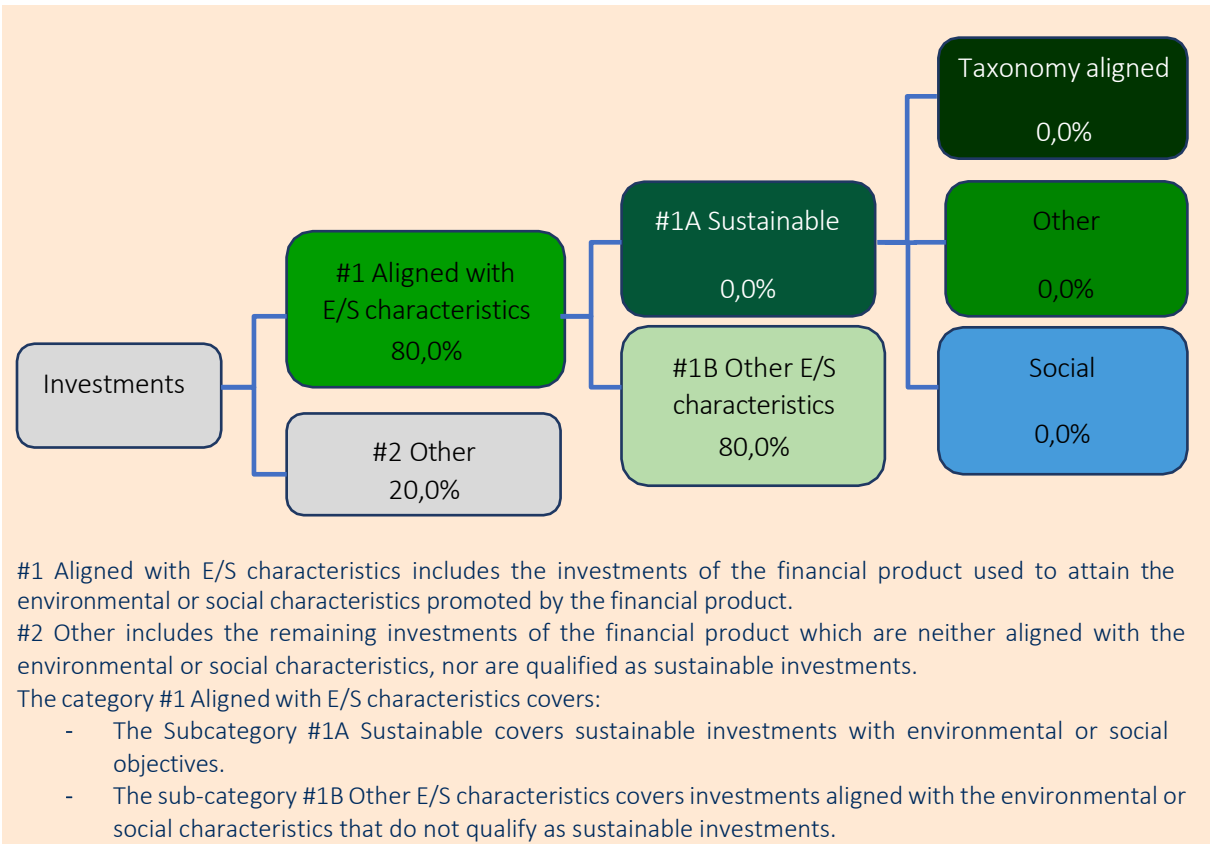 Taxonomy aligned
0,0%
#1A Sustainable
0,0%
Other
0,0%
#1 Aligned with
E/S characteristics
80,0%
Investments
#1B Other E/S
characteristics
80,0%
Social
0,0%
#2 Other
20,0%
#1 Aligned with E/S characteristics includes the investments of the financial product used to attain the
environmental or social characteristics promoted by the financial product.
#2 Other includes the remaining investments of the financial product which are neither aligned with the
environmental or social characteristics, nor are qualified as sustainable investments.
The category #1 Aligned with E/S characteristics covers:
- The Subcategory #1A Sustainable covers sustainable investments with environmental or social
objectives.
- The sub-category #1B Other E/S characteristics covers investments aligned with the environmental or
social characteristics that do not qualify as sustainable investments.